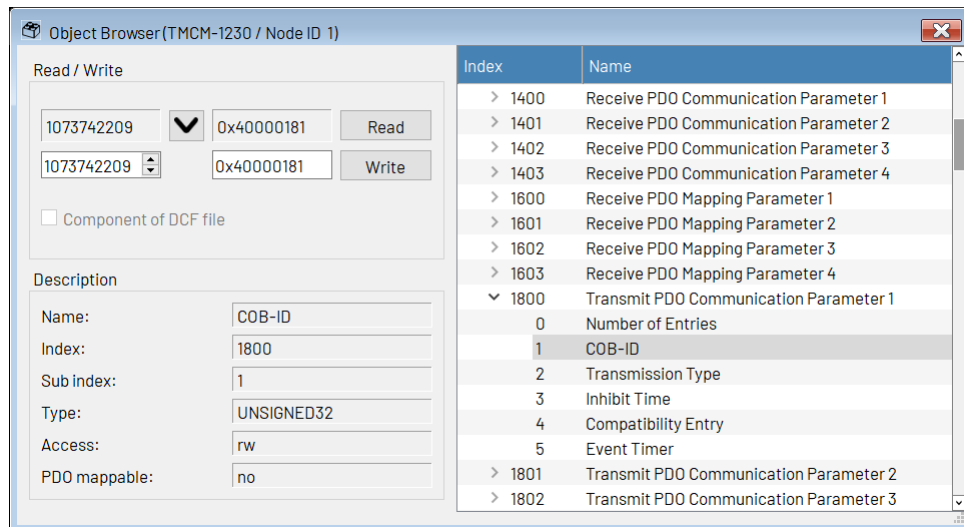 Object Browser (TMCM-1230 / Node ID 1)
Read / Write
1073742209 0x40000181 Read
1073742209 0x40000181 Write
Component of DCF file
Description
Name: COB-ID
Index: 1800
Sub index: 1
Type: UNSIGNED32
Access: rw
PDO mappable: no
Index Name
1400 Receive PDO Communication Parameter 1
1401 Receive PDO Communication Parameter 2
1402 Receive PDO Communication Parameter 3
1403 Receive PDO Communication Parameter 4
1600 Receive PDO Mapping Parameter 1
1601 Receive PDO Mapping Parameter 2
1602 Receive PDO Mapping Parameter 3
1603 Receive PDO Mapping Parameter 4
1800 Transmit PDO Communication Parameter 1
0 Number of Entries
1 COB-ID
2 Transmission Type
3 Inhibit Time
4 Compatibility Entry
5 Event Timer
1801 Transmit PDO Communication Parameter 2
1802 Transmit PDO Communication Parameter 3